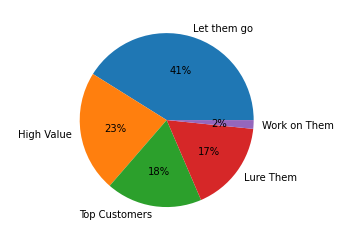 Let them go
41%
High Value
23%
2%
Work on Them
17%
18%
Lure Them
Top Customers